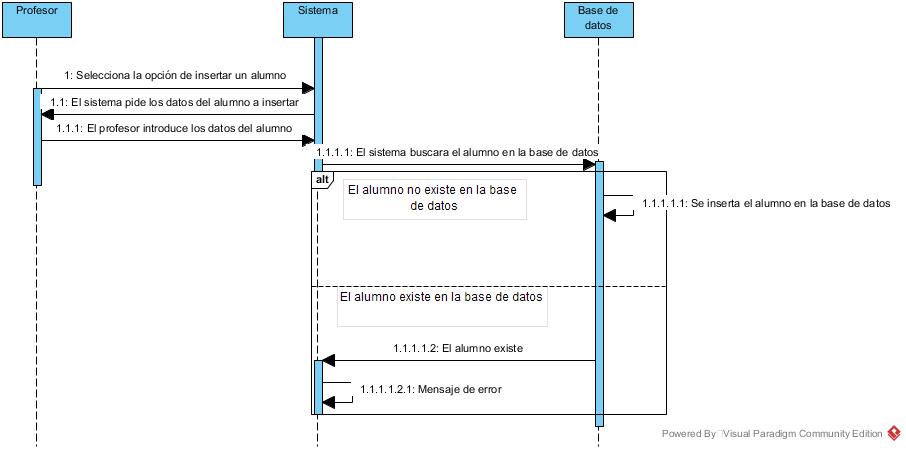 Profesor
Sistema
Base de
datos
1: Selecciona la opción de insertar un alumno
1.1: El sistema pide los datos del alumno a insertar
1.1.1: El profesor introduce los datos del alumno
1.1.1.1: El sistema buscara el alumno en la base de datos
alt
El alumno no existe en la base
de datos
1.1.1.1.1: Se inserta el alumno en la base de datos
El alumno existe en la base de datos
1.1.1.1.2: El alumno existe
1.1.1.1.2.1: Mensaje de error
Powered By Visual Paradigm Community Edition